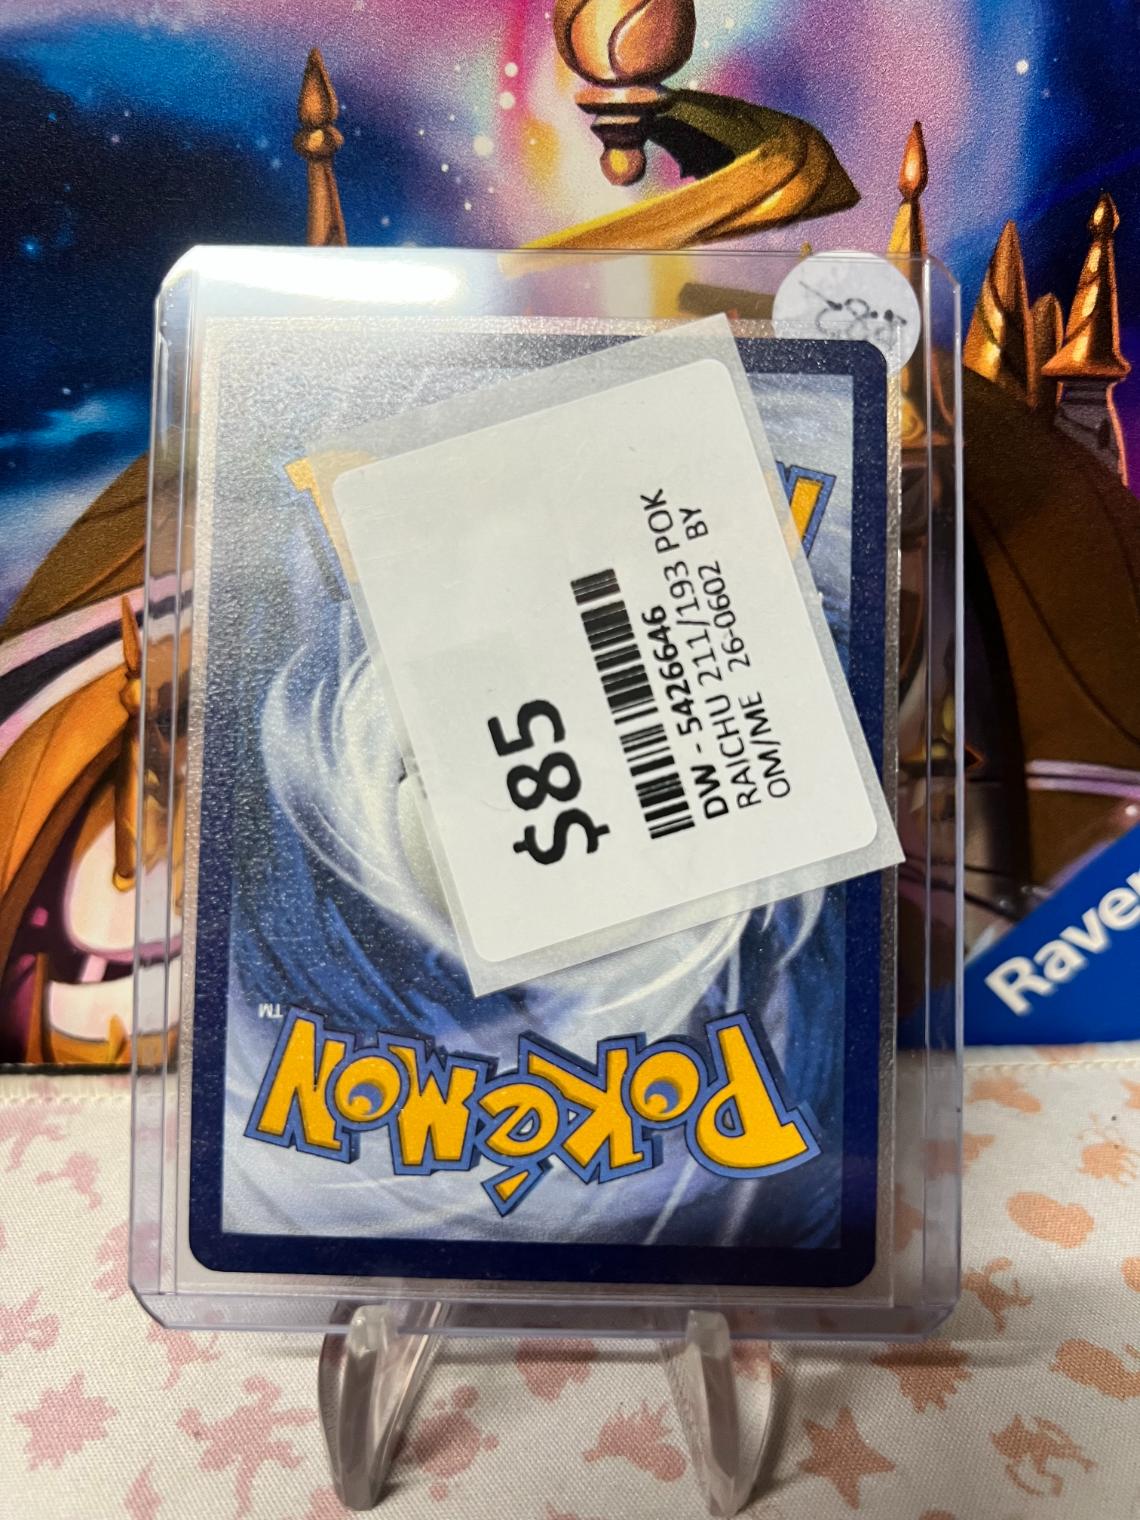 $85
DW - 5426646
RAICHU 211/193 POK
OM/ME 26-0602 BY
POKéMON
TM
Raven